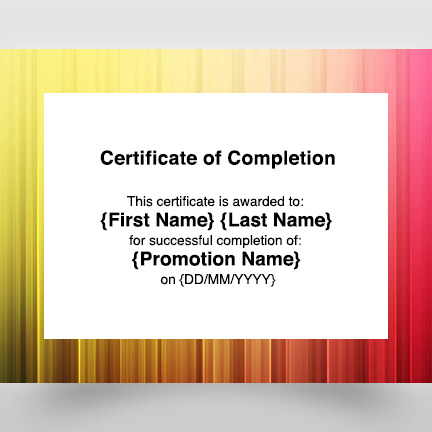 Certificate of Completion
This certificate is awarded to:
{First Name} {Last Name}
for successful completion of:
{Promotion Name}
on {DD/MM/YYYY}